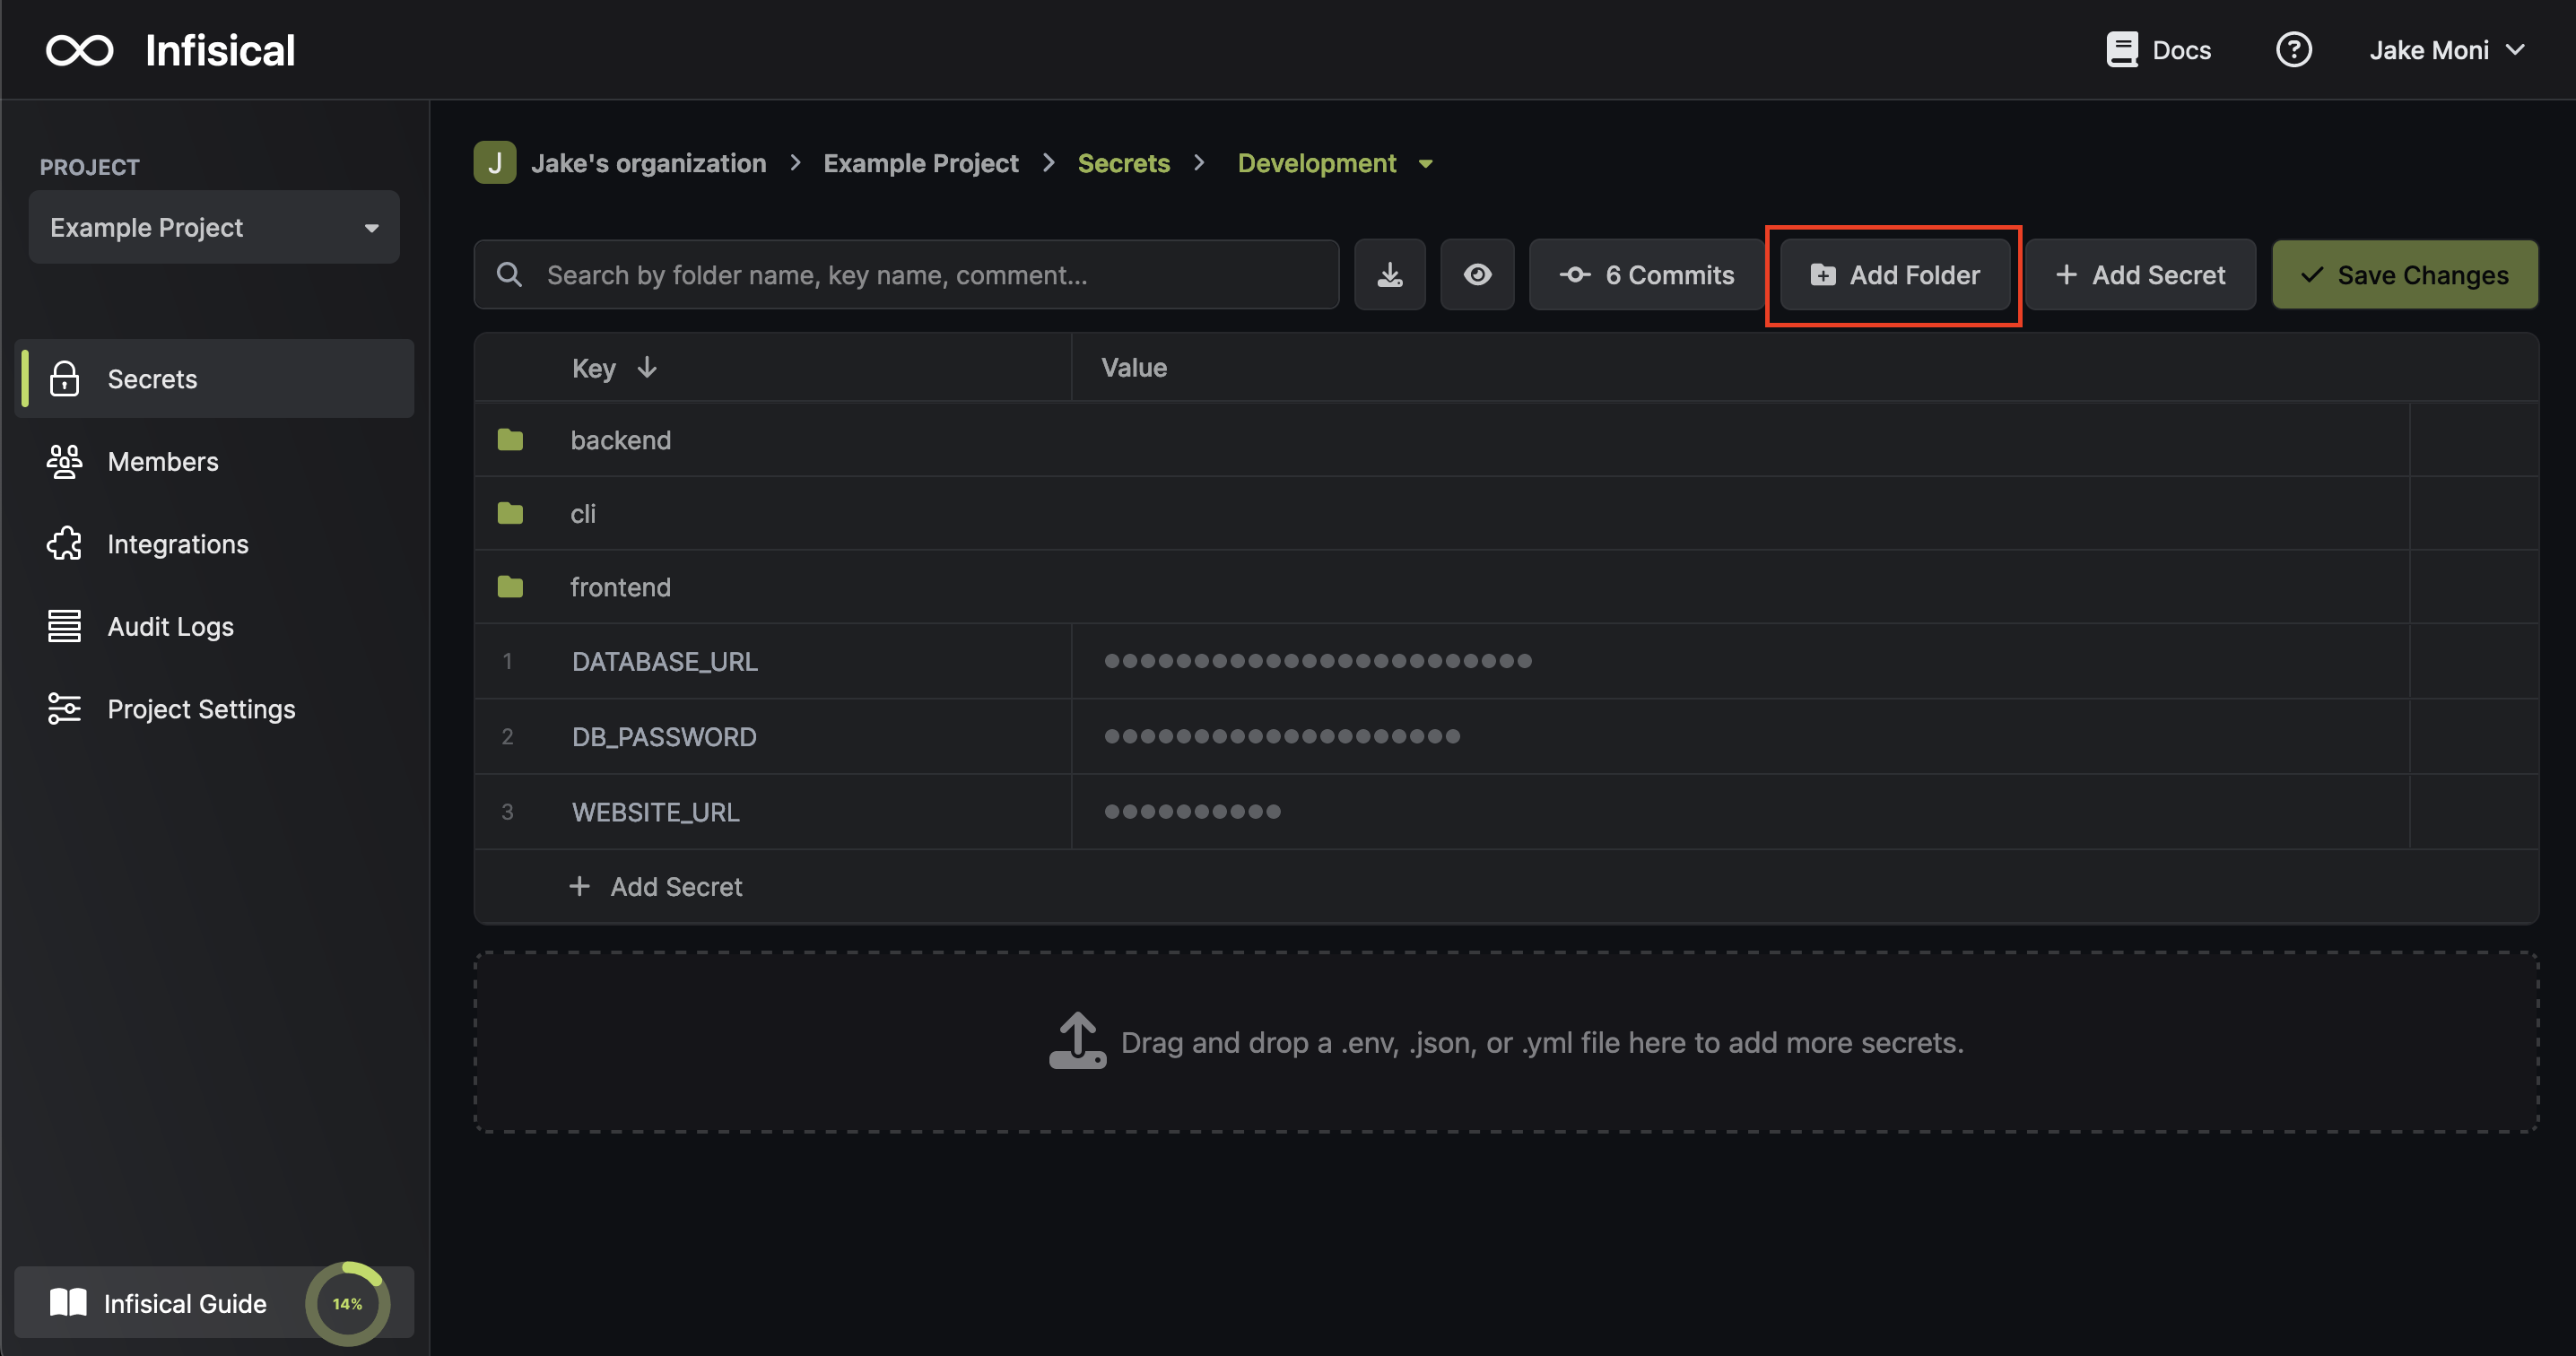 Infisical
Docs
Jake Moni
PROJECT
Example Project
Secrets
Members
Integrations
Audit Logs
Project Settings
Infisical Guide
14%
J Jake's organization > Example Project > Secrets > Development
Search by folder name, key name, comment...
6 Commits
Add Folder
+ Add Secret
Save Changes
Key ↓ Value
backend
cli
frontend
1 DATABASE_URL ●●●●●●●●●●●●●●●●●●●●●●●●
2 DB_PASSWORD ●●●●●●●●●●●●●●●●●●●●
3 WEBSITE_URL ●●●●●●●●●●
+ Add Secret
Drag and drop a .env, .json, or .yml file here to add more secrets.